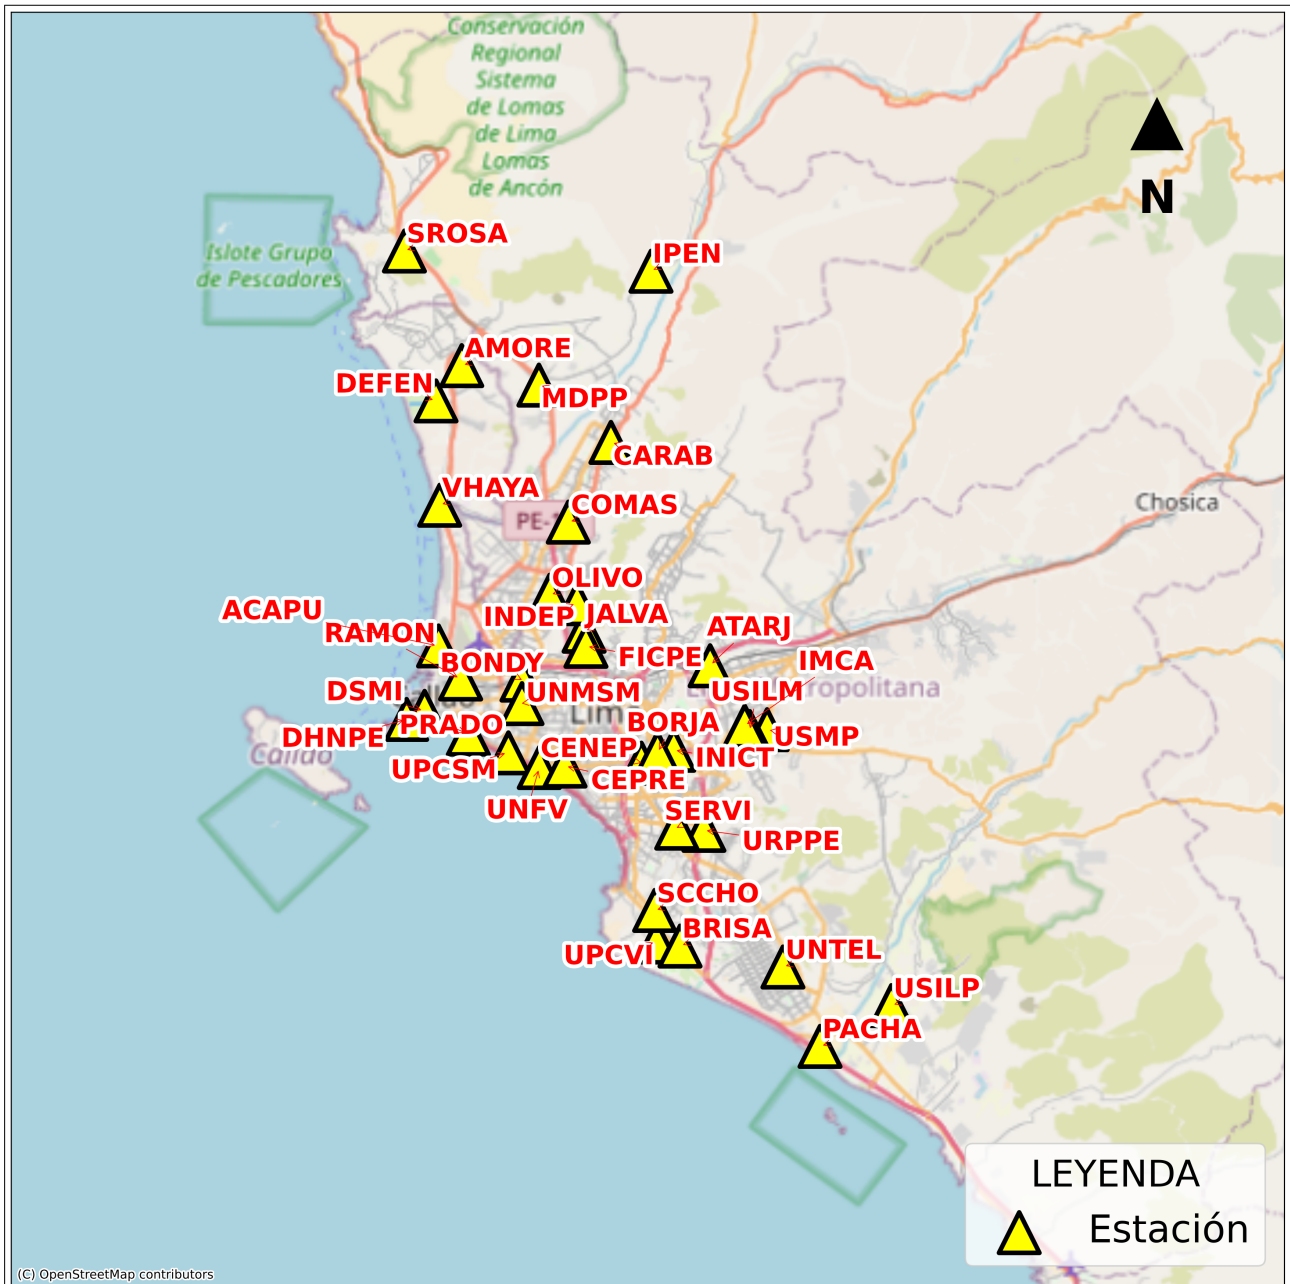 Conservación
Regional
Sistema
de Lomas
de Lima
Lomas
de Ancón
N
SROSA
IPEN
Islote Grupo
de Pescadores
AMORE
DEFEN
MDPP
CARAB
VHAYA
COMAS
PE-1
Chosica
OLIVO
ACAPU
INDEP
JALVA
RAMON
ATARJ
BONDY
FICPE
IMCA
DSMI
UNMSM
USILM
ropolitana
Lima
PRADO
BORJA
DHNPE
CENEP
USMP
Callao
INICT
UPCSM
CEPRE
UNFV
SERVI
URPPE
SCCHO
BRISA
UPCVI
UNTEL
USILP
PACHA
LEYENDA
Estación
(C) OpenStreetMap contributors